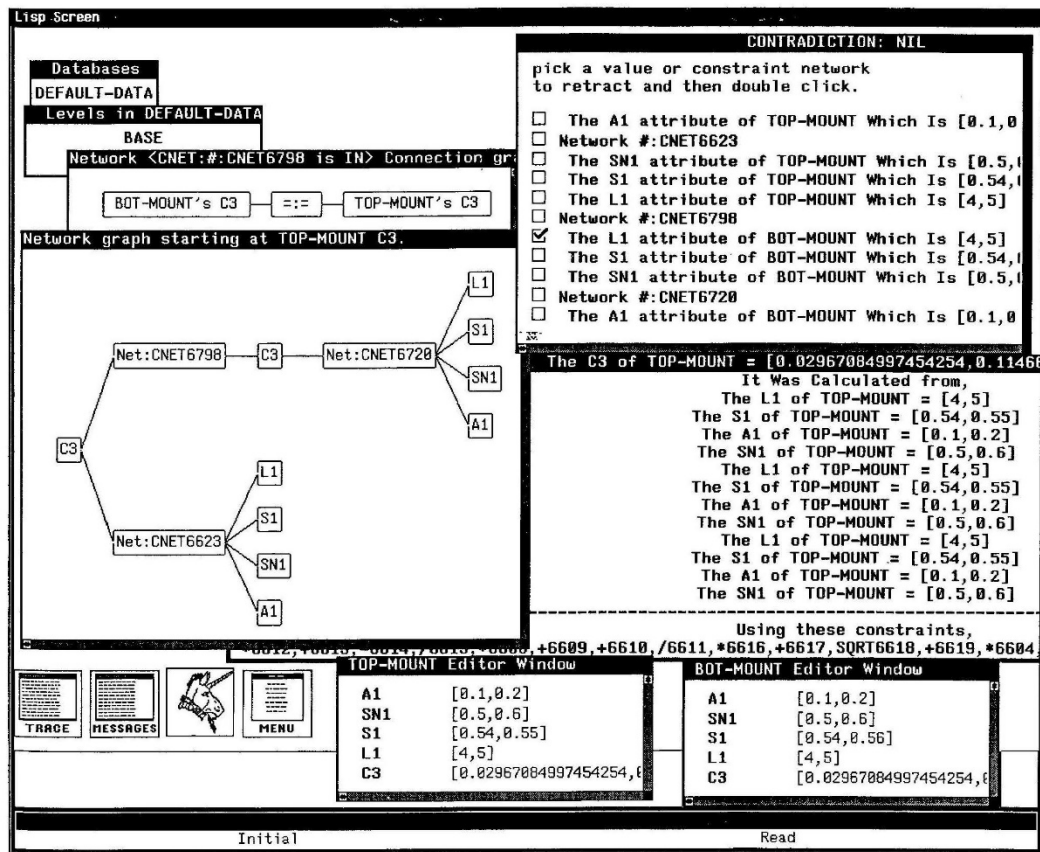 Lisp Screen
CONTRADICTION: NIL
pick a value or constraint network
to retract and then double click.
The A1 attribute of TOP-MOUNT Which Is [0.1,0
Network #:CNET6623
The SN1 attribute of TOP-MOUNT Which Is [0.5,
The S1 attribute of TOP-MOUNT Which Is [0.54,
The L1 attribute of TOP-MOUNT Which Is [4,5]
Network #:CNET6798
The L1 attribute of BOT-MOUNT Which Is [4,5]
The S1 attribute of BOT-MOUNT Which Is [0.54,
The SN1 attribute of BOT-MOUNT Which Is [0.5,
Network #:CNET6720
The A1 attribute of BOT-MOUNT Which Is [0.1,0
Databases
DEFAULT-DATA
Levels in DEFAULT-DATA
BASE
Network <CNET:#:CNET6798 is IN> Connection gra
BOT-MOUNT's C3 =:= TOP-MOUNT's C3
Network graph starting at TOP-MOUNT C3.
L1
S1
Net:CNET6798 C3 Net:CNET6720
SN1
A1
C3
L1
S1
Net:CNET6623
SN1
A1
The C3 of TOP-MOUNT = [0.02967084997454254,0.11468
It Was Calculated from,
The L1 of TOP-MOUNT = [4,5]
The S1 of TOP-MOUNT = [0.54,0.55]
The A1 of TOP-MOUNT = [0.1,0.2]
The SN1 of TOP-MOUNT = [0.5,0.6]
The L1 of TOP-MOUNT = [4,5]
The S1 of TOP-MOUNT = [0.54,0.55]
The A1 of TOP-MOUNT = [0.1,0.2]
The SN1 of TOP-MOUNT = [0.5,0.6]
The L1 of TOP-MOUNT = [4,5]
The S1 of TOP-MOUNT = [0.54,0.55]
The A1 of TOP-MOUNT = [0.1,0.2]
The SN1 of TOP-MOUNT = [0.5,0.6]
Using these constraints,
+6609,+6610,/6611,*6616,+6617,SQRT6618,+6619,*6604,
TRACE
MESSAGES
MENU
TOP-MOUNT Editor Window
A1 [0.1,0.2]
SN1 [0.5,0.6]
S1 [0.54,0.55]
L1 [4,5]
C3 [0.02967084997454254,
BOT-MOUNT Editor Window
A1 [0.1,0.2]
SN1 [0.5,0.6]
S1 [0.54,0.56]
L1 [4,5]
C3 [0.02967084997454254,
Initial
Read